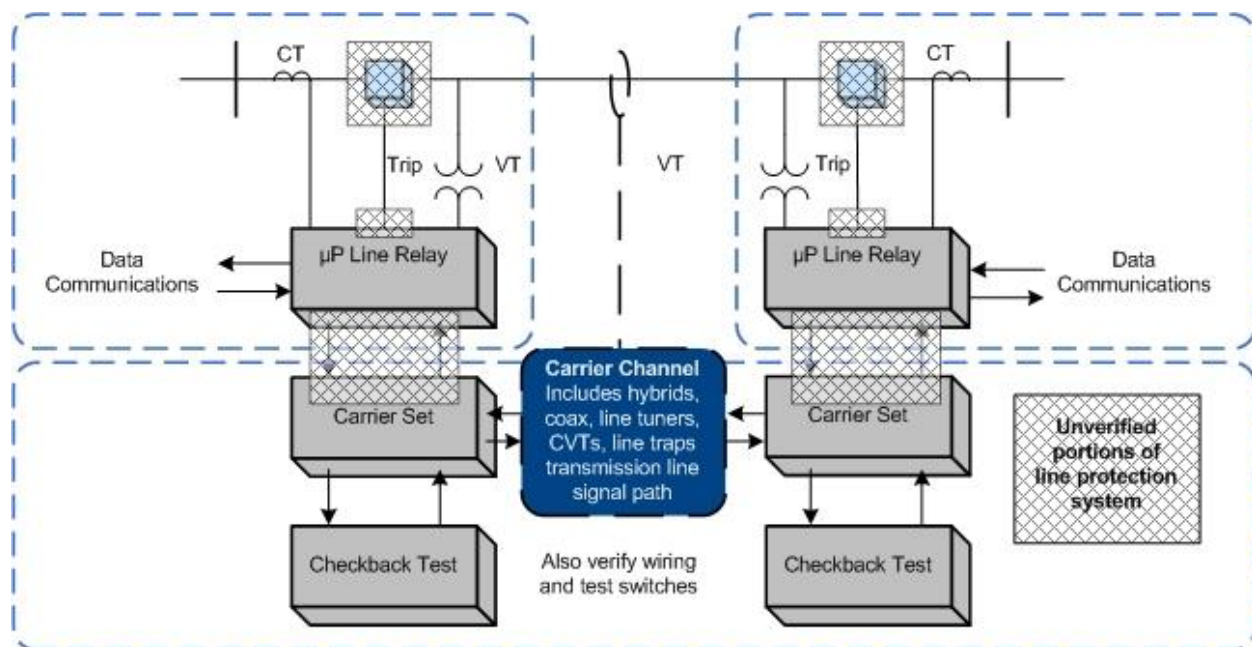 CT
CT
Trip
VT
VT
Trip
µP Line Relay
µP Line Relay
Data
Communications
Data
Communications
Carrier Channel
Includes hybrids,
coax, line tuners,
CVTs, line traps
transmission line
signal path
Carrier Set
Carrier Set
Unverified
portions of
line protection
system
Checkback Test
Also verify wiring
and test switches
Checkback Test